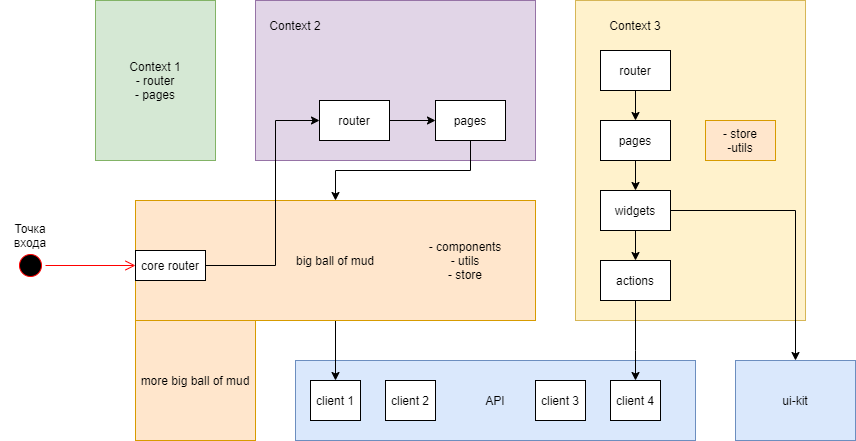 Context 1
- router
- pages
Context 2
router
pages
Context 3
router
pages
- store
-utils
widgets
actions
Точка
входа
core router
big ball of mud
- components
- utils
- store
more big ball of mud
client 1
client 2
API
client 3
client 4
ui-kit